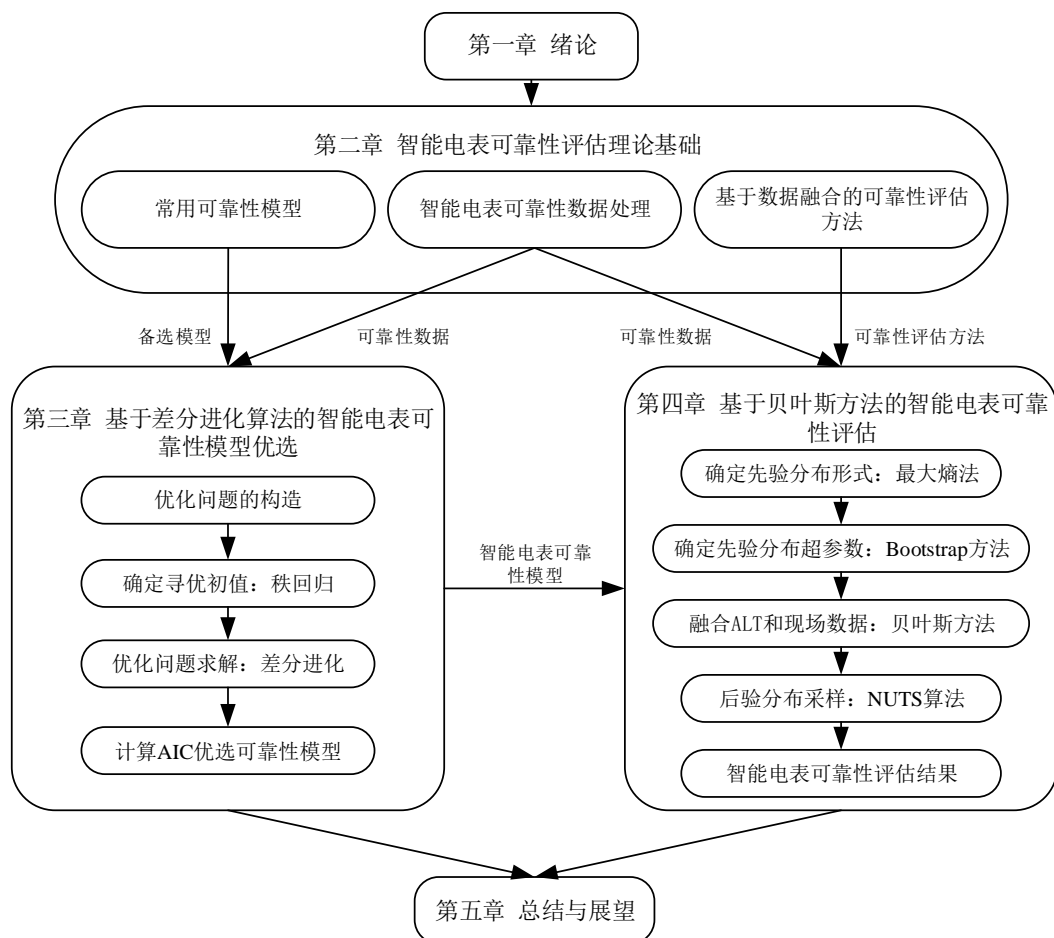 第一章 绪论
第二章 智能电表可靠性评估理论基础
常用可靠性模型
智能电表可靠性数据处理
基于数据融合的可靠性评估
方法
备选模型
可靠性数据
可靠性数据
可靠性评估方法
第三章 基于差分进化算法的智能电表可
靠性模型优选
优化问题的构造
确定寻优初值：秩回归
优化问题求解：差分进化
计算AIC优选可靠性模型
智能电表可靠
性模型
第四章 基于贝叶斯方法的智能电表可靠
性评估
确定先验分布形式：最大熵法
确定先验分布超参数：Bootstrap方法
融合ALT和现场数据：贝叶斯方法
后验分布采样：NUTS算法
智能电表可靠性评估结果
第五章 总结与展望